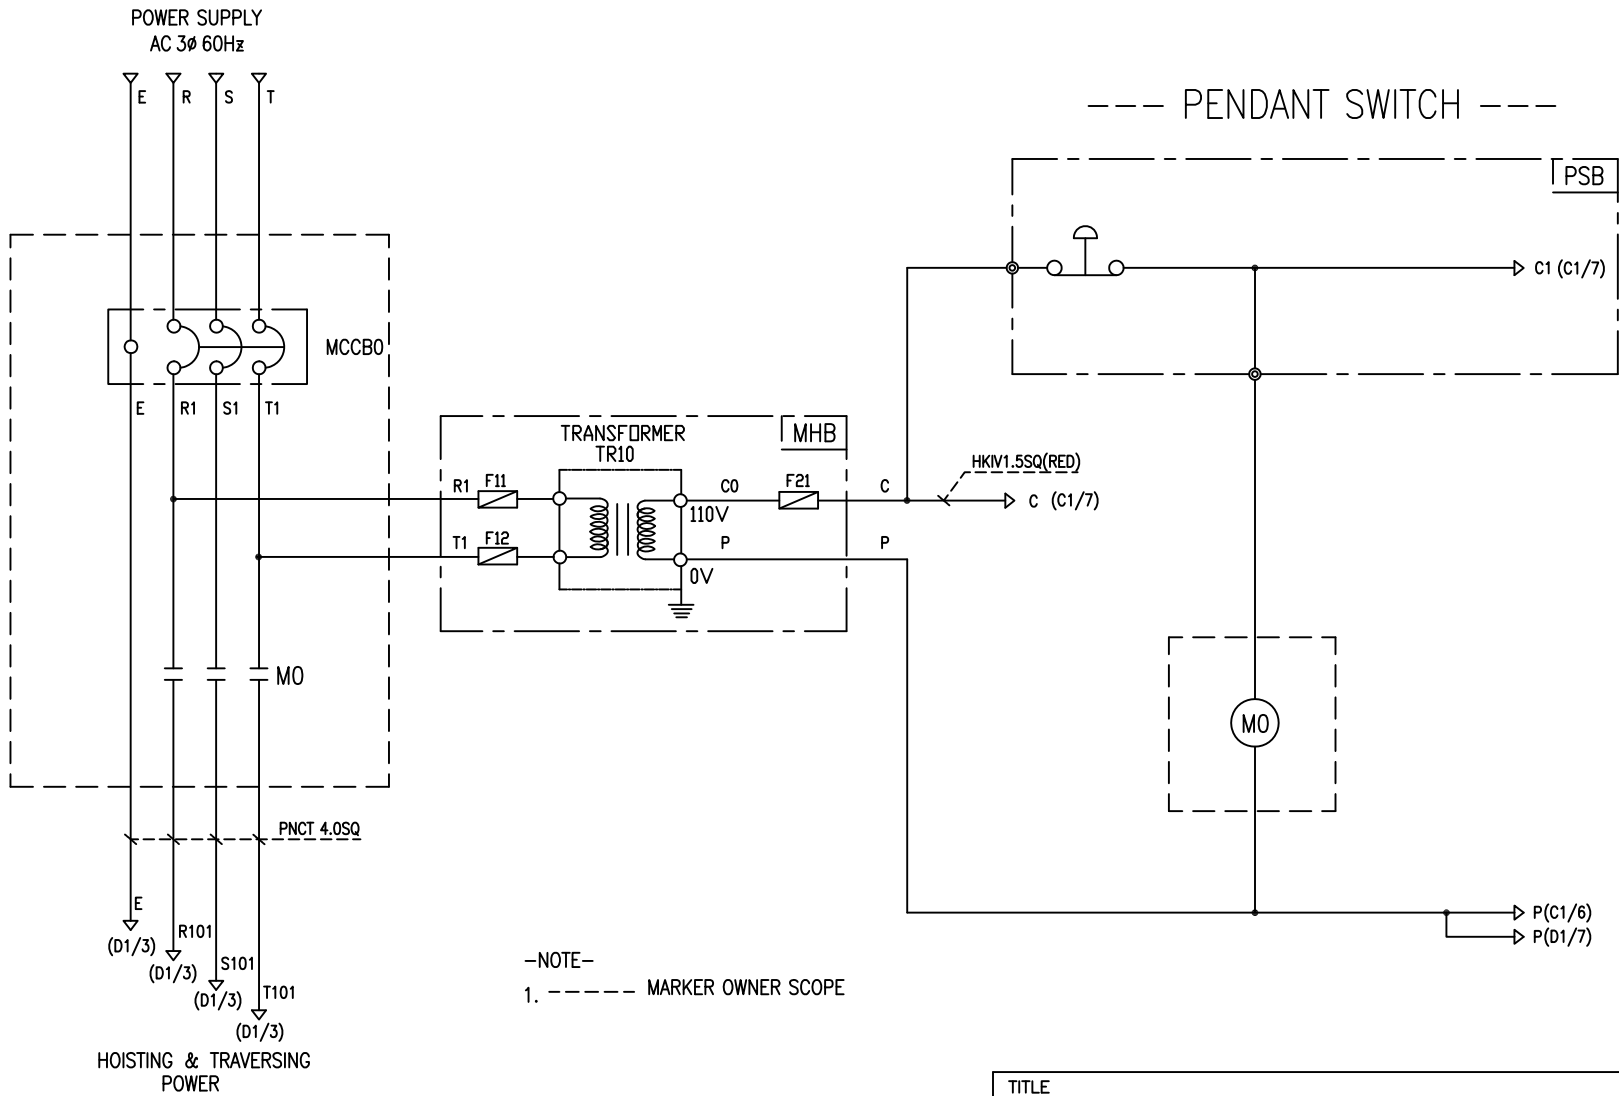 POWER SUPPLY
AC 3ø 60Hz
E R S T
--- PENDANT SWITCH ---
PSB
C1 (C1/7)
MCCB0
E R1 S1 T1
MHB
TRANSFORMER
TR10
HKIV1.5SQ(RED)
R1 F11 C0 F21 C
C (C1/7)
110V
T1 F12 P P
0V
M0
M0
PNCT 4.0SQ
E
(D1/3)
R101
(D1/3)
S101
(D1/3)
T101
(D1/3)
HOISTING & TRAVERSING
POWER
P(C1/6)
P(D1/7)
-NOTE-
1. ------ MARKER OWNER SCOPE
TITLE